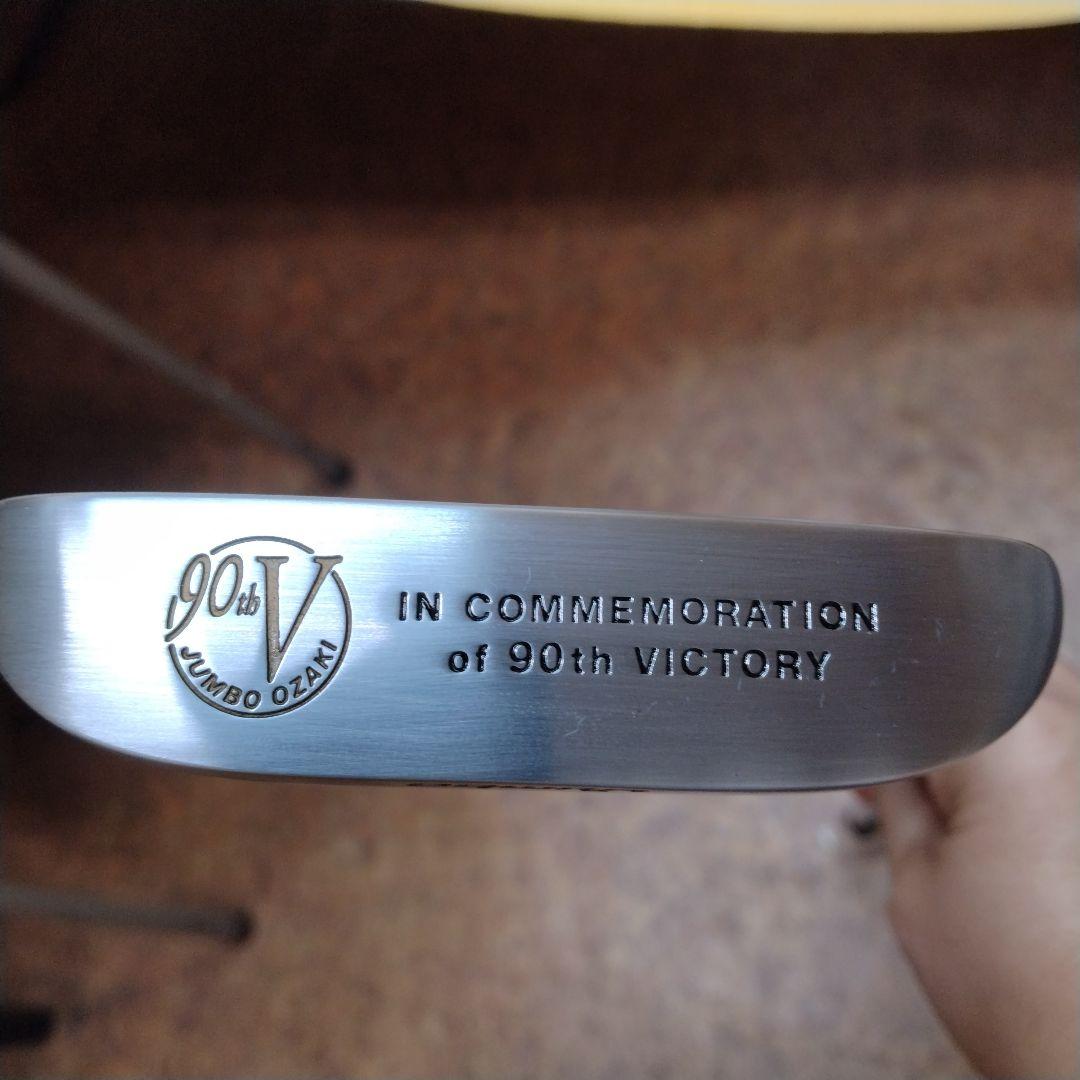 90th V
JUMBO OZAKI
IN COMMEMORATION
of 90th VICTORY